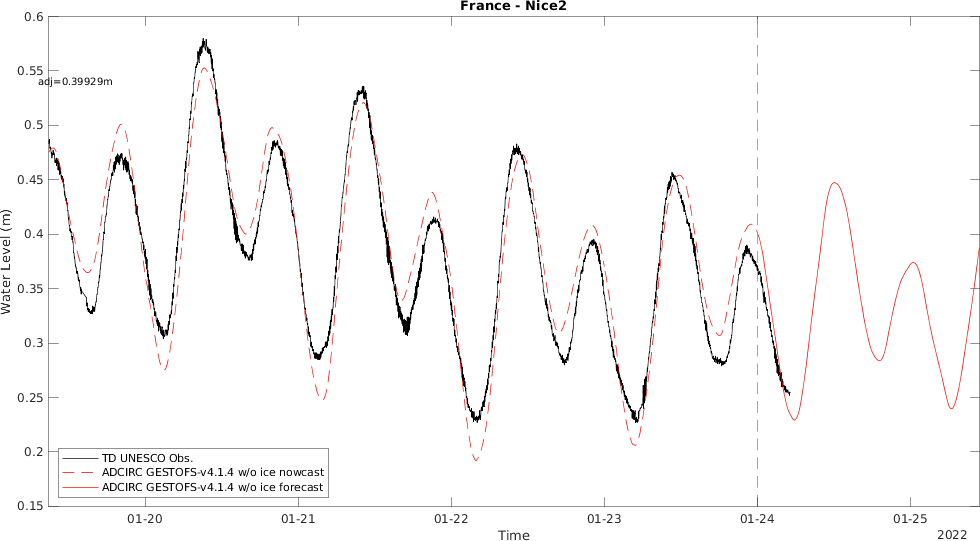 France - Nice2
0.6
0.55
adj=0.39929m
0.5
0.45
0.4
0.35
0.3
0.25
0.2
0.15
Water Level (m)
TD UNESCO Obs.
ADCIRC GESTOFS-v4.1.4 w/o ice nowcast
ADCIRC GESTOFS-v4.1.4 w/o ice forecast
01-20 01-21 01-22 01-23 01-24 01-25
Time
2022